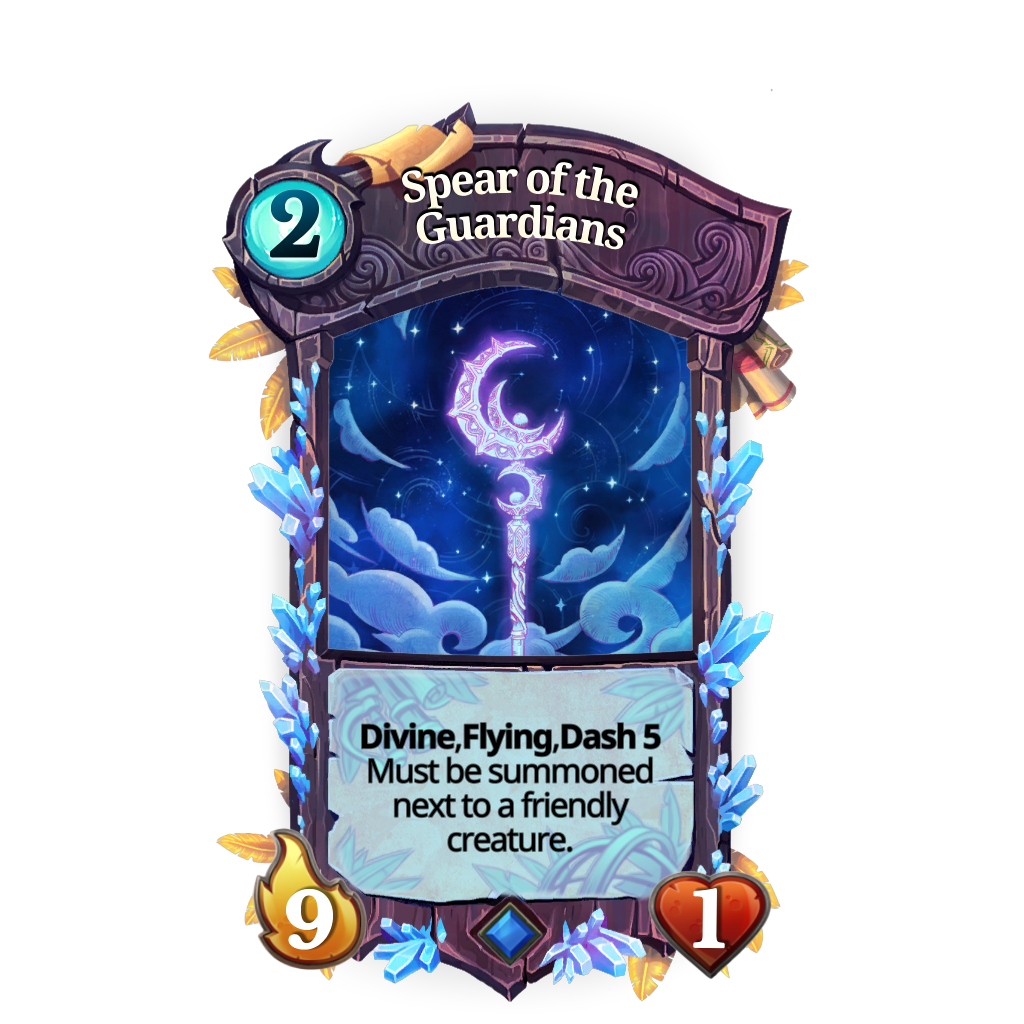 2
Spear of the
Guardians
Divine,Flying,Dash 5
Must be summoned
next to a friendly
creature.
9
1